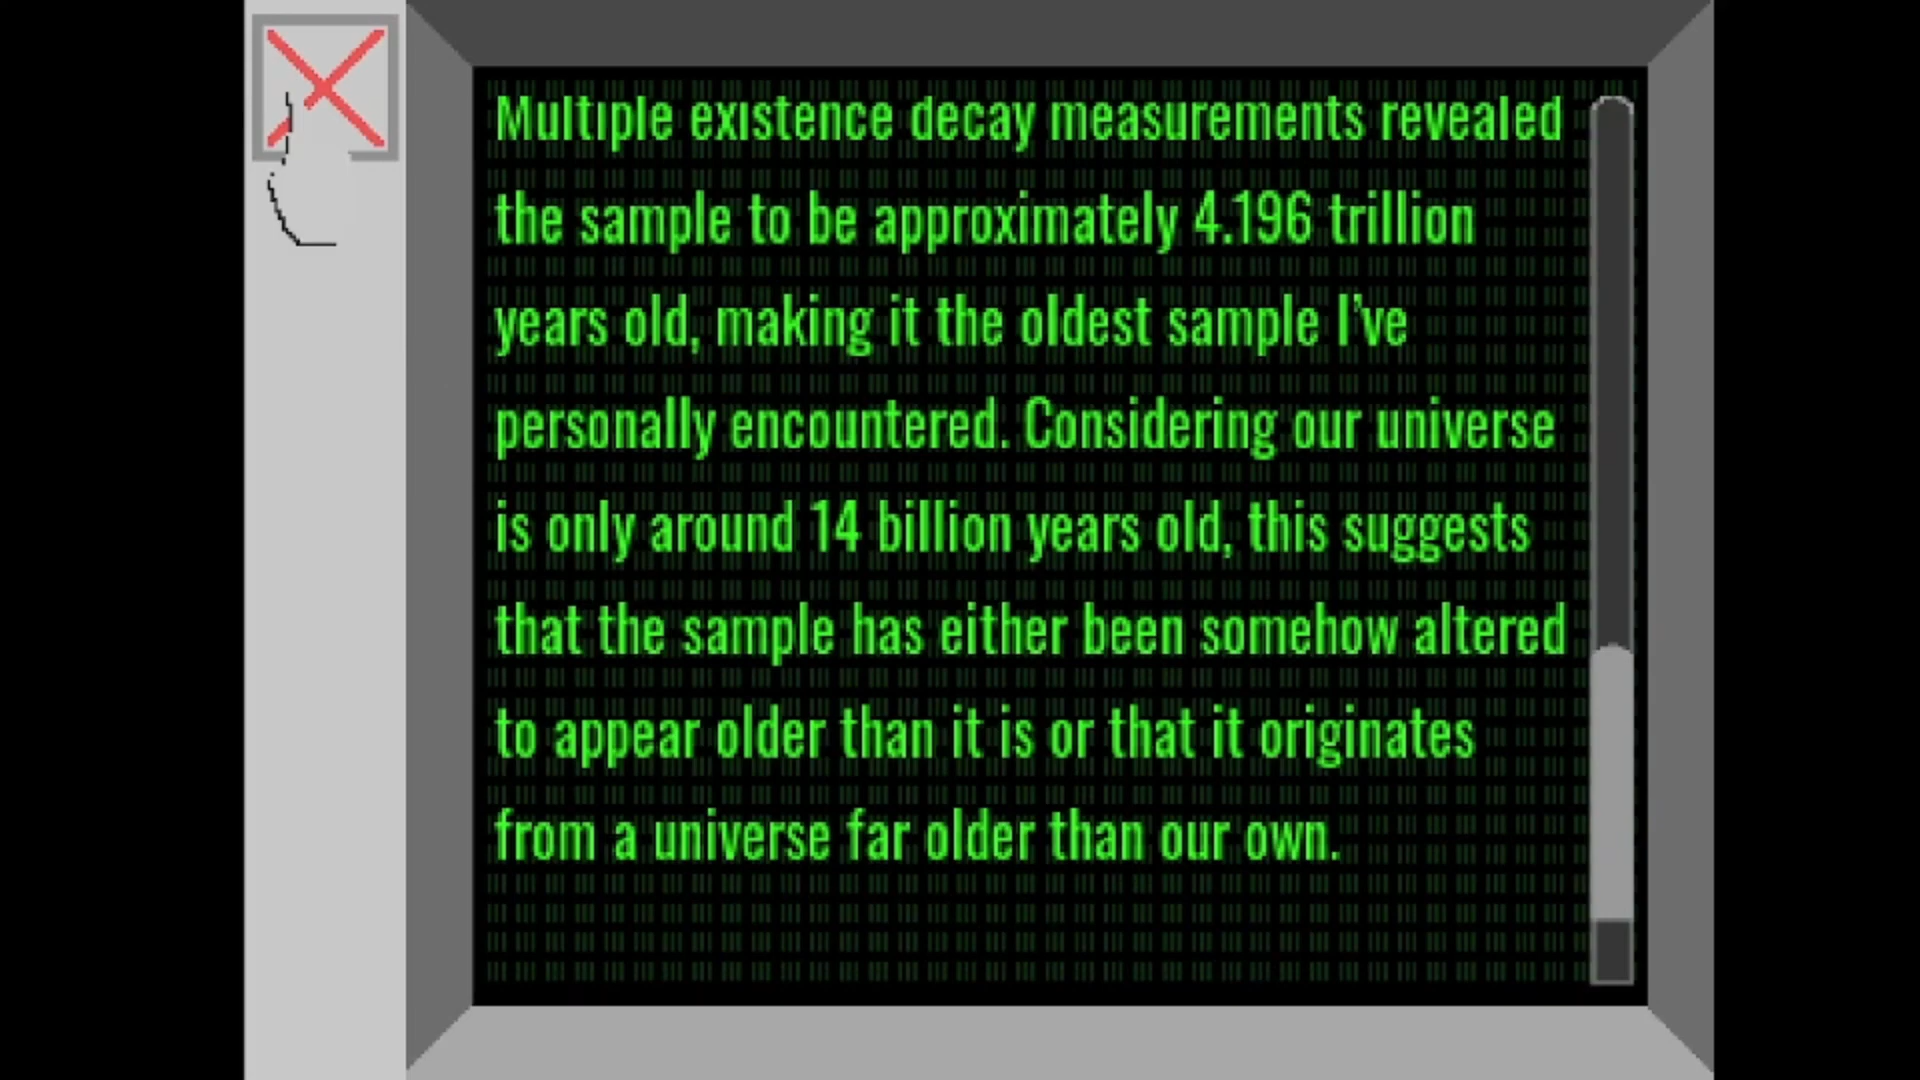 Multiple existence decay measurements revealed
the sample to be approximately 4.196 trillion
years old, making it the oldest sample I've
personally encountered. Considering our universe
is only around 14 billion years old, this suggests
that the sample has either been somehow altered
to appear older than it is or that it originates
from a universe far older than our own.